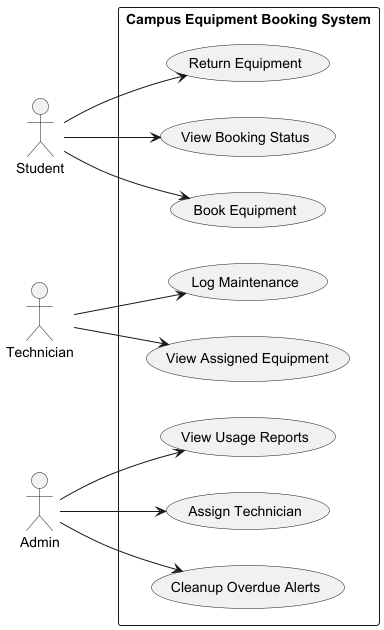 Campus Equipment Booking System
Return Equipment
View Booking Status
Student
Book Equipment
Log Maintenance
Technician
View Assigned Equipment
View Usage Reports
Assign Technician
Admin
Cleanup Overdue Alerts